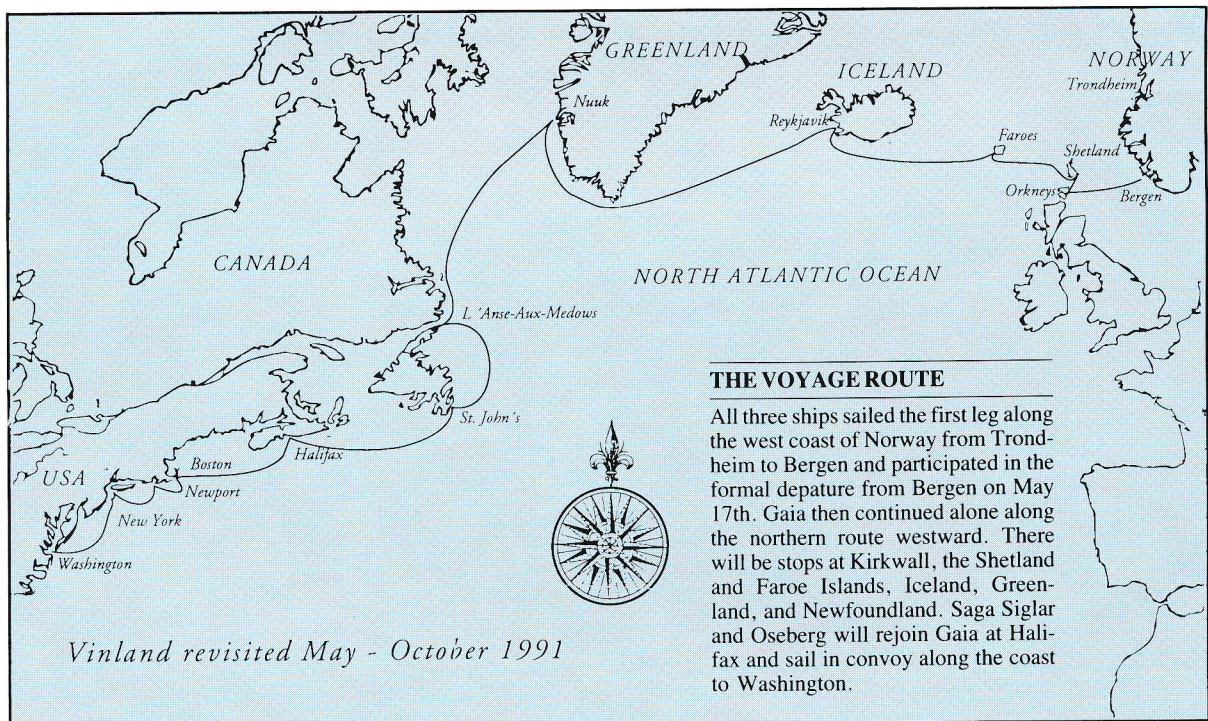 GREENLAND
ICELAND
NORWAY
Trondheim
Nuuk
Reykjavik
Faroes
Shetland
Orkneys
Bergen
CANADA
NORTH ATLANTIC OCEAN
L ´Anse-Aux-Medows
St. John´s
Halifax
Boston
USA
Newport
New York
Washington
THE VOYAGE ROUTE
All three ships sailed the first leg along
the west coast of Norway from Trond-
heim to Bergen and participated in the
formal depature from Bergen on May
17th. Gaia then continued alone along
the northern route westward. There
will be stops at Kirkwall, the Shetland
and Faroe Islands, Iceland, Green-
land, and Newfoundland. Saga Siglar
and Oseberg will rejoin Gaia at Hali-
fax and sail in convoy along the coast
to Washington.
Vinland revisited May - October 1991